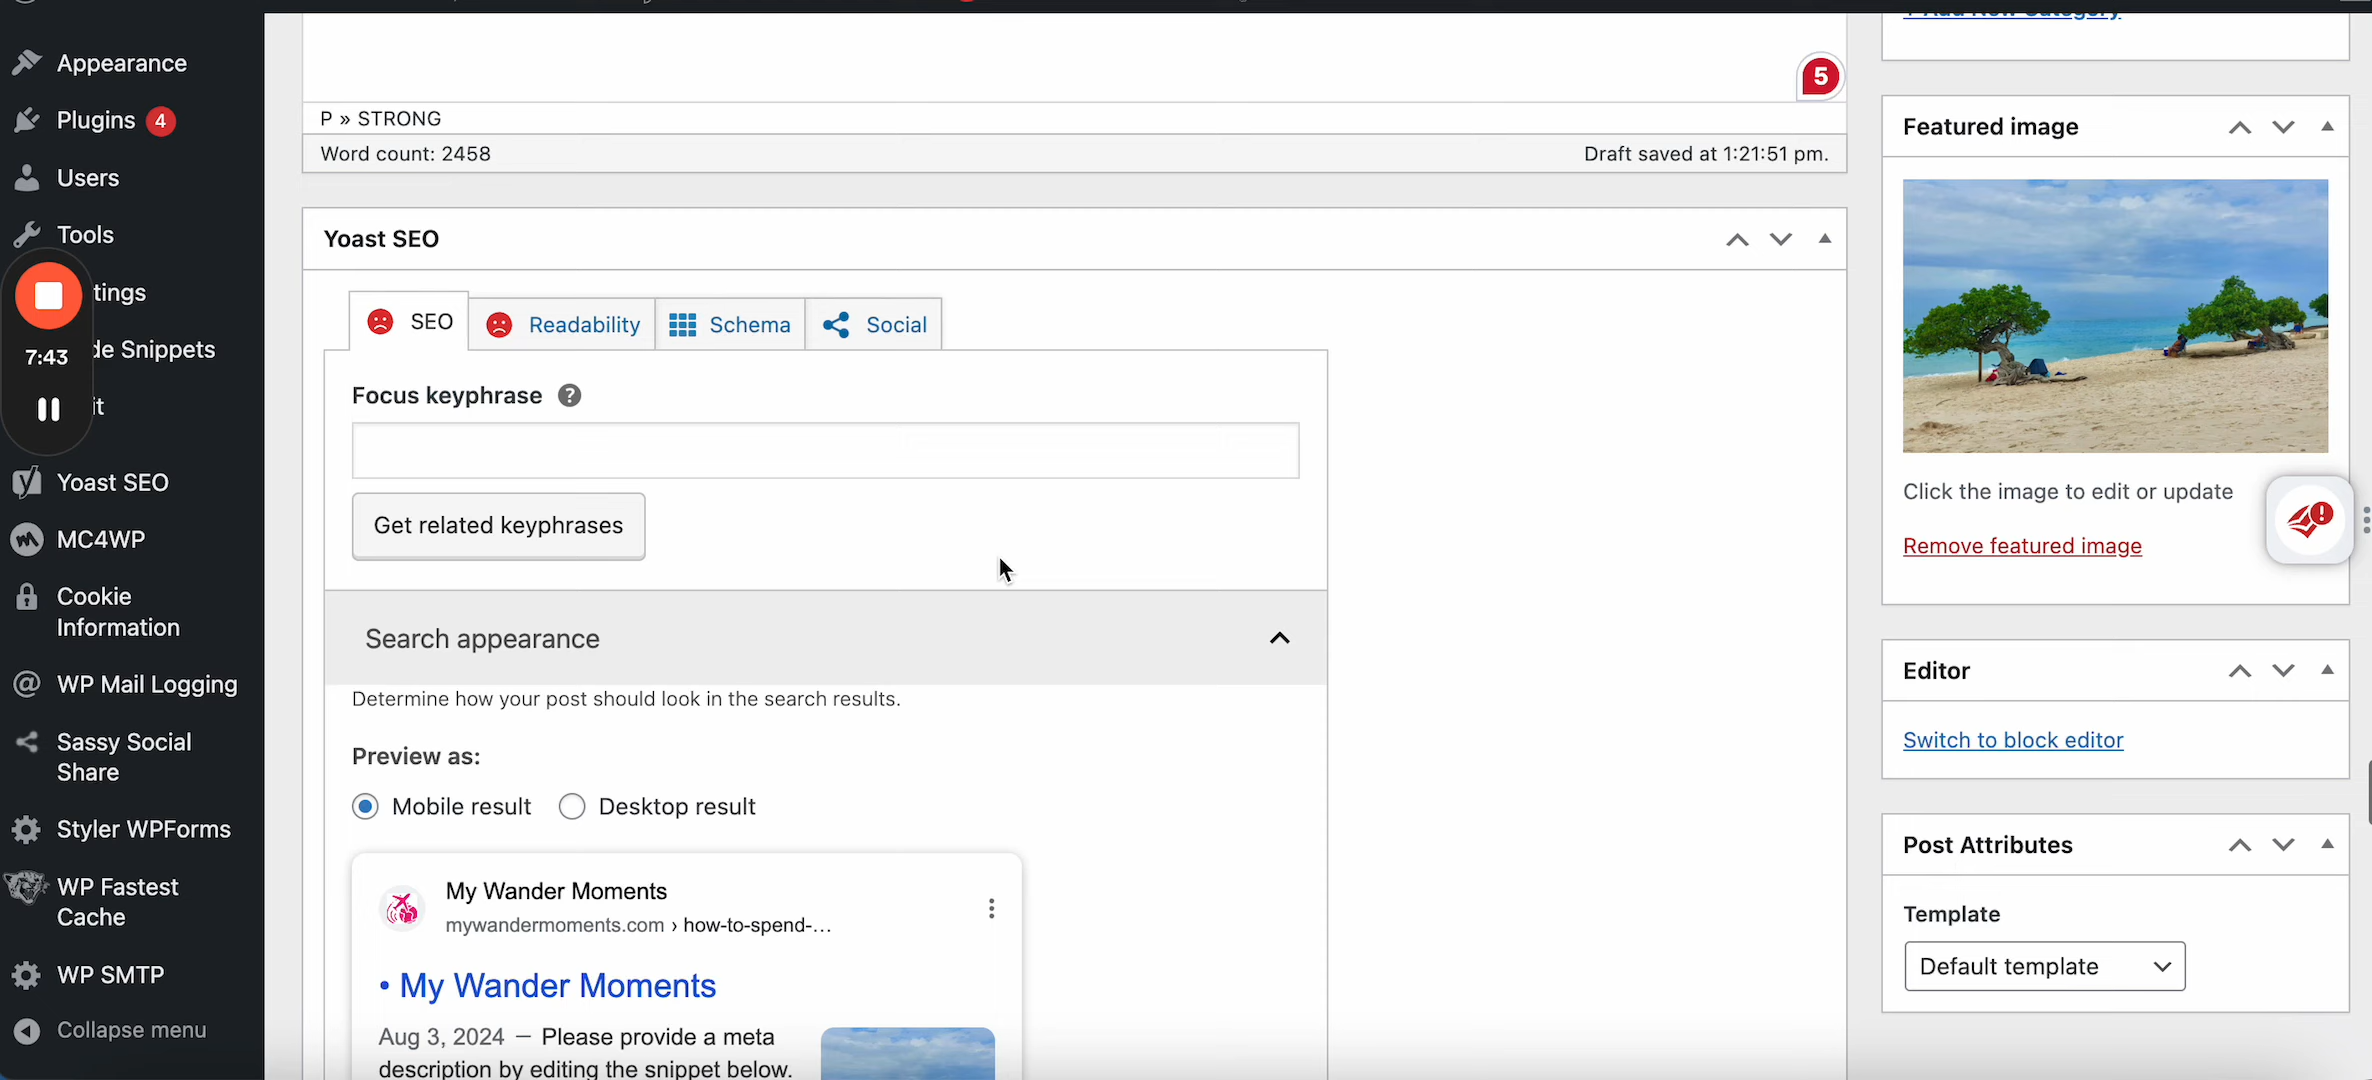 + Add New Category
Appearance
Plugins 4
Users
Tools
tings
de Snippets
it
7:43
Yoast SEO
MC4WP
Cookie
Information
WP Mail Logging
Sassy Social
Share
Styler WPForms
WP Fastest
Cache
WP SMTP
Collapse menu
5
P » STRONG
Word count: 2458
Draft saved at 1:21:51 pm.
Yoast SEO
SEO
Readability
Schema
Social
Focus keyphrase ?
Get related keyphrases
Search appearance
Determine how your post should look in the search results.
Preview as:
Mobile result
Desktop result
My Wander Moments
mywandermoments.com › how-to-spend-…
• My Wander Moments
Aug 3, 2024 — Please provide a meta
description by editing the snippet below.
Featured image
Click the image to edit or update
Remove featured image
Editor
Switch to block editor
Post Attributes
Template
Default template